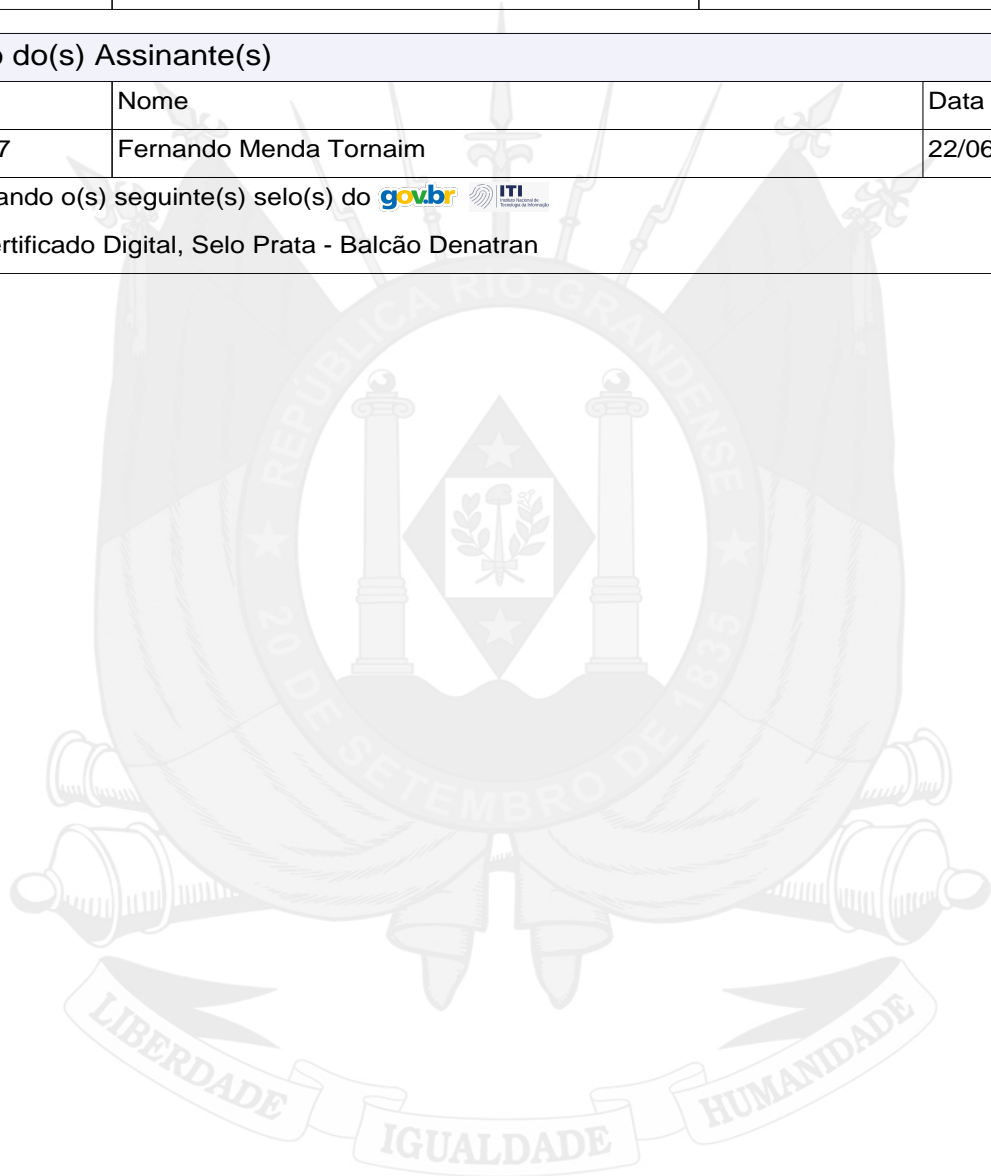 o do(s) Assinante(s)
Nome Data
7 Fernando Menda Tornaim 22/06
ando o(s) seguinte(s) selo(s) do gov.br ITI
ertificado Digital, Selo Prata - Balcão Denatran
REPÚBLICA RIO-GRANDENSE
20 DE SETEMBRO DE 1835
LIBERDADE IGUALDADE HUMANIDADE